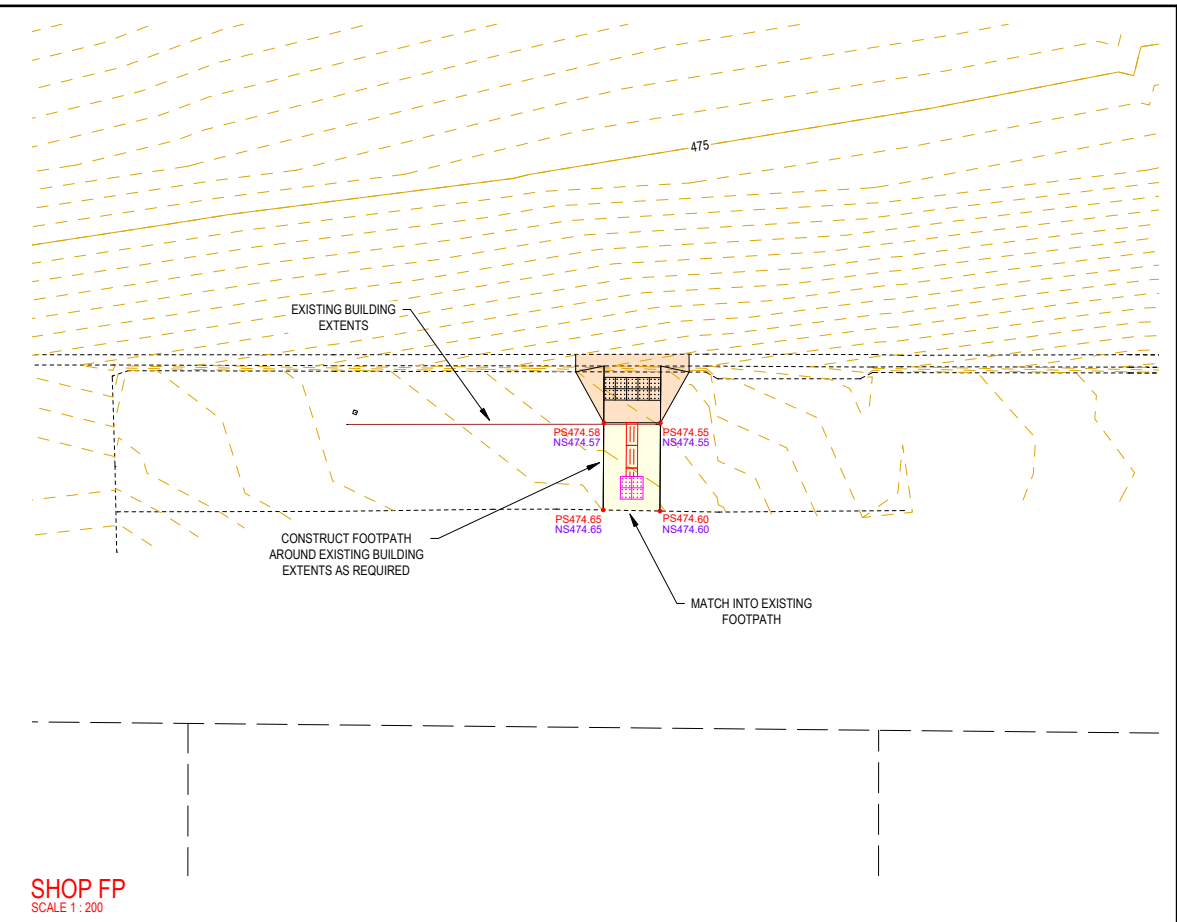 475
EXISTING BUILDING
EXTENTS
PS474.58
NS474.57
PS474.55
NS474.55
PS474.65
NS474.65
PS474.60
NS474.60
CONSTRUCT FOOTPATH
AROUND EXISTING BUILDING
EXTENTS AS REQUIRED
MATCH INTO EXISTING
FOOTPATH
SHOP FP
SCALE 1 : 200